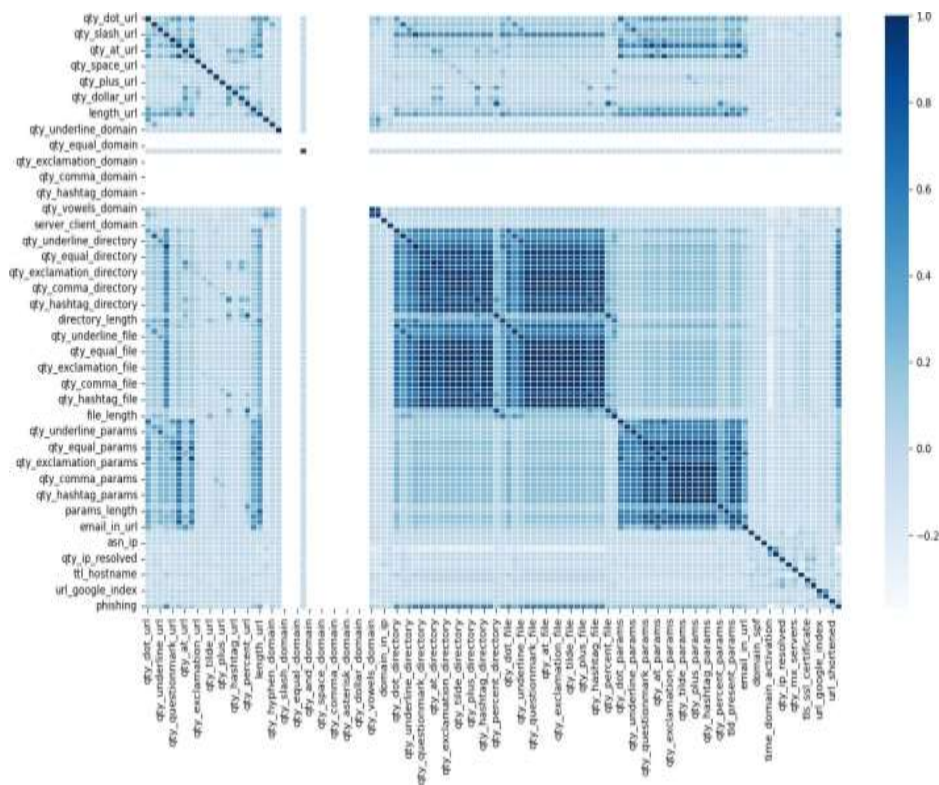 qty_dot_url
qty_slash_url
qty_at_url
qty_space_url
qty_plus_url
qty_dollar_url
length_url
qty_underline_domain
qty_equal_domain
qty_exclamation_domain
qty_comma_domain
qty_hashtag_domain
qty_vowels_domain
server_client_domain
qty_underline_directory
qty_equal_directory
qty_exclamation_directory
qty_comma_directory
qty_hashtag_directory
directory_length
qty_underline_file
qty_equal_file
qty_exclamation_file
qty_comma_file
qty_hashtag_file
file_length
qty_underline_params
qty_equal_params
qty_exclamation_params
qty_comma_params
qty_hashtag_params
params_length
email_in_url
asn_ip
qty_ip_resolved
ttl_hostname
url_google_index
phishing
1.0
0.8
0.6
0.4
0.2
0.0
−0.2
qty_dot_url
qty_underline_url
qty_questionmark_url
qty_at_url
qty_exclamation_url
qty_tilde_url
qty_plus_url
qty_hashtag_url
qty_percent_url
length_url
qty_hyphen_domain
qty_slash_domain
qty_equal_domain
qty_and_domain
qty_space_domain
qty_comma_domain
qty_asterisk_domain
qty_dollar_domain
qty_vowels_domain
domain_in_ip
qty_dot_directory
qty_underline_directory
qty_questionmark_directory
qty_at_directory
qty_exclamation_directory
qty_tilde_directory
qty_plus_directory
qty_hashtag_directory
qty_percent_directory
qty_dot_file
qty_underline_file
qty_questionmark_file
qty_at_file
qty_exclamation_file
qty_tilde_file
qty_plus_file
qty_hashtag_file
qty_percent_file
qty_dot_params
qty_underline_params
qty_questionmark_params
qty_at_params
qty_exclamation_params
qty_tilde_params
qty_plus_params
qty_hashtag_params
qty_percent_params
tld_present_params
email_in_url
domain_spf
time_domain_activation
qty_ip_resolved
qty_mx_servers
tls_ssl_certificate
url_google_index
url_shortened